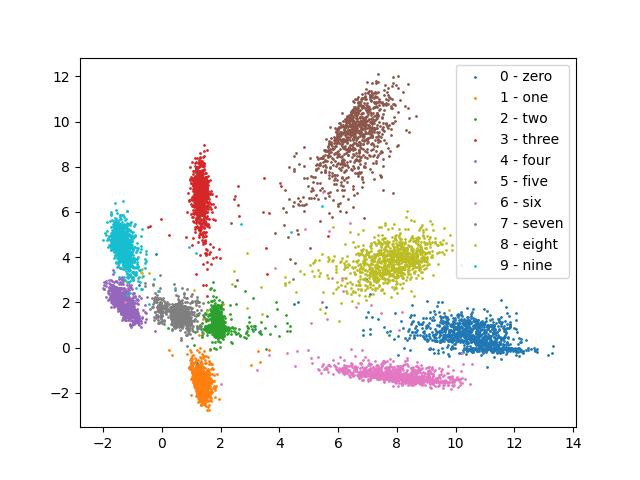 12
10
8
6
4
2
0
−2
−2
0
2
4
6
8
10
12
14
0 - zero
1 - one
2 - two
3 - three
4 - four
5 - five
6 - six
7 - seven
8 - eight
9 - nine